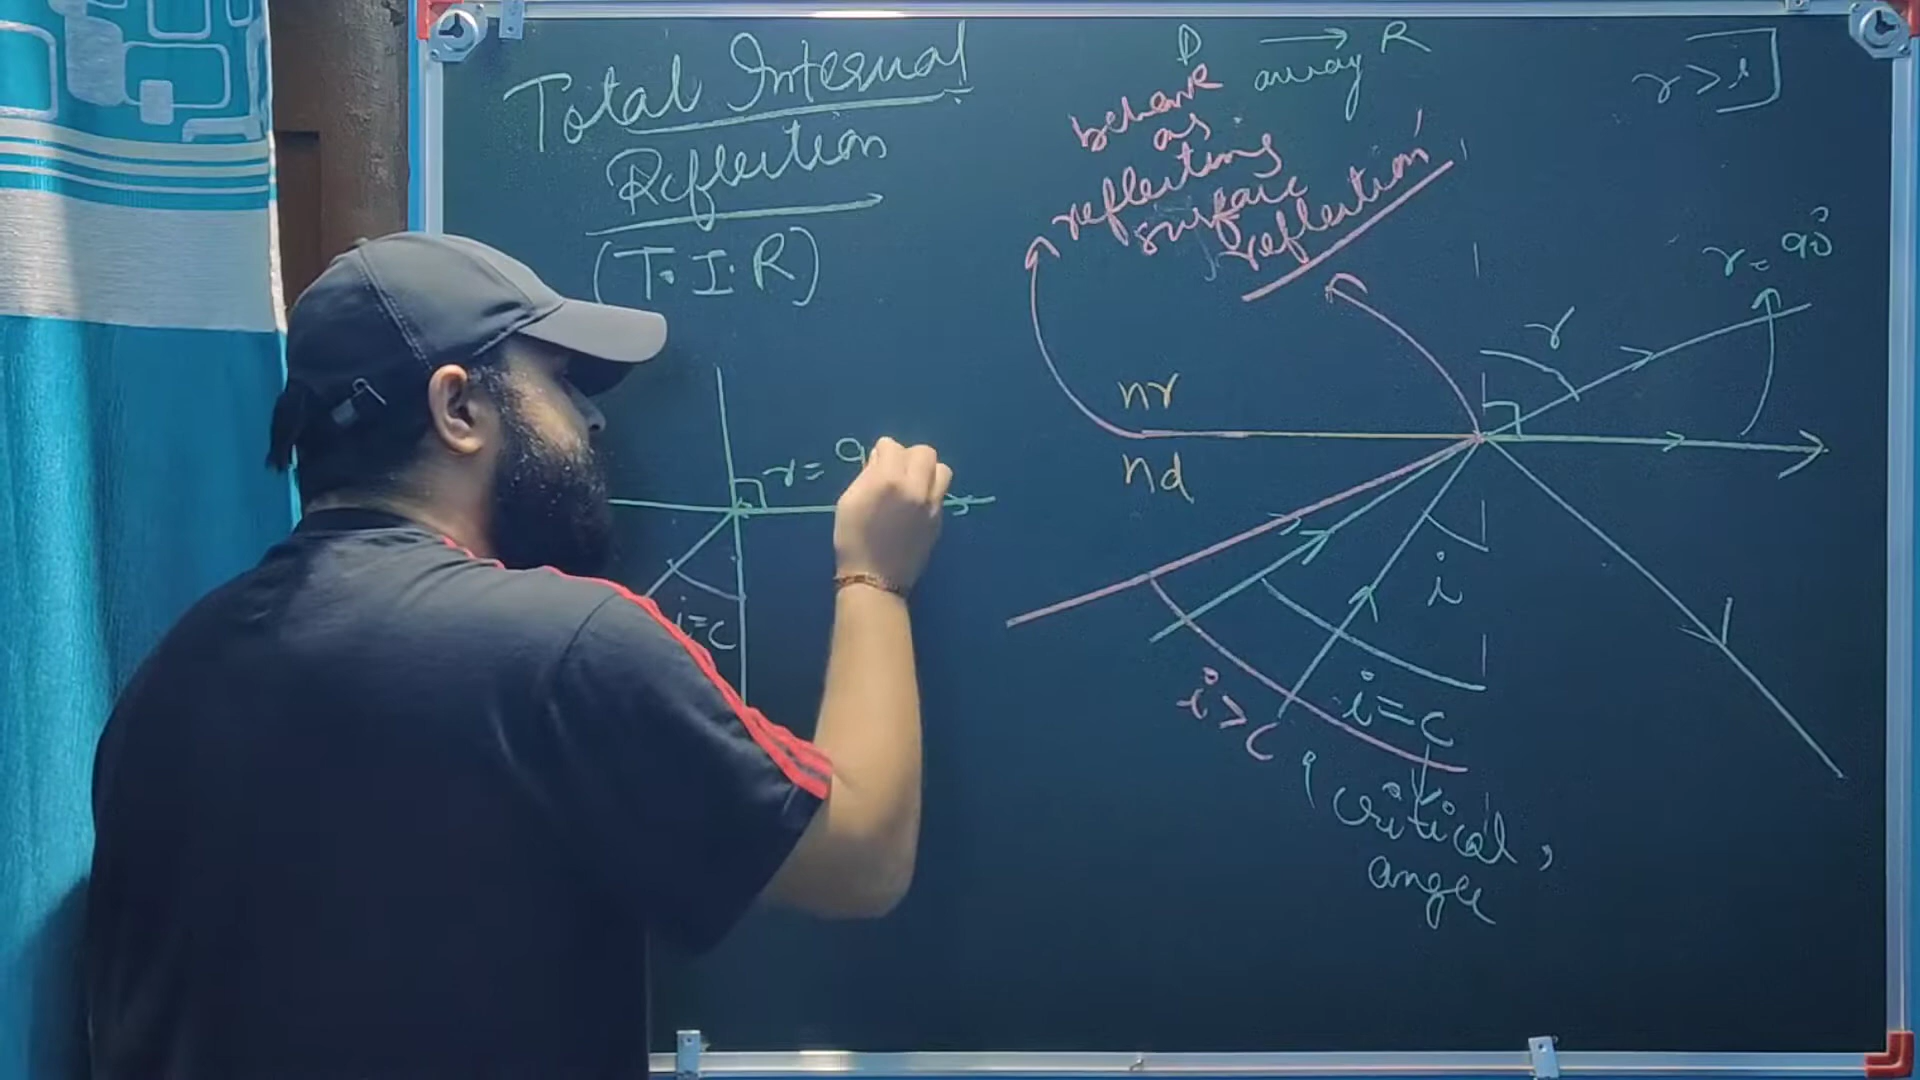 Total Internal
Reflection
(T.I.R)
D → R
away
r > i
behave
as
reflecting
surface
reflection
r = 90°
r
nr
nd
r = 9
i
i = c
i = c
i > c
'critical'
angle